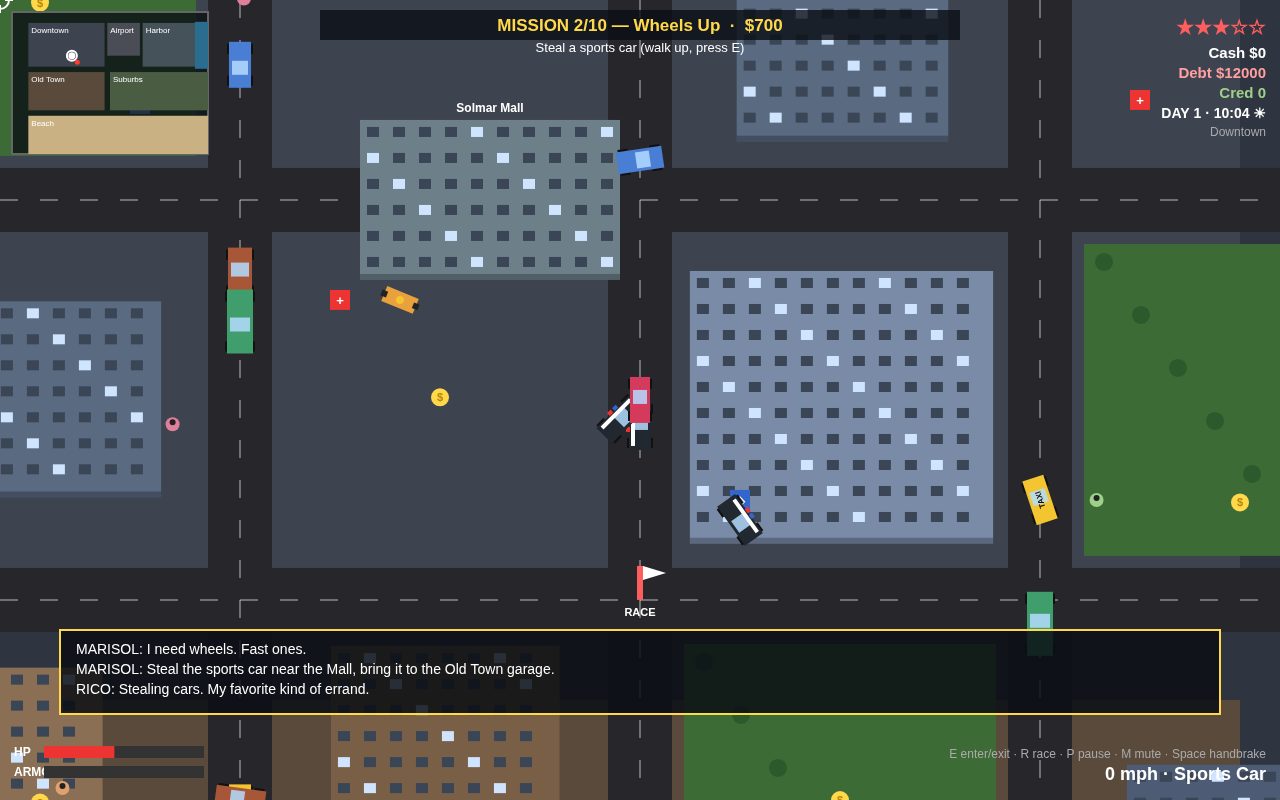 MISSION 2/10 — Wheels Up · $700
Steal a sports car (walk up, press E)
★★★☆☆
Cash $0
Debt $12000
Cred 0
DAY 1 · 10:04 ☀
Downtown
Downtown
Airport
Harbor
Old Town
Suburbs
Beach
Solmar Mall
TAXI
RACE
MARISOL: I need wheels. Fast ones.
MARISOL: Steal the sports car near the Mall, bring it to the Old Town garage.
RICO: Stealing cars. My favorite kind of errand.
HP
E enter/exit · R race · P pause · M mute · Space handbrake
0 mph · Sports Car